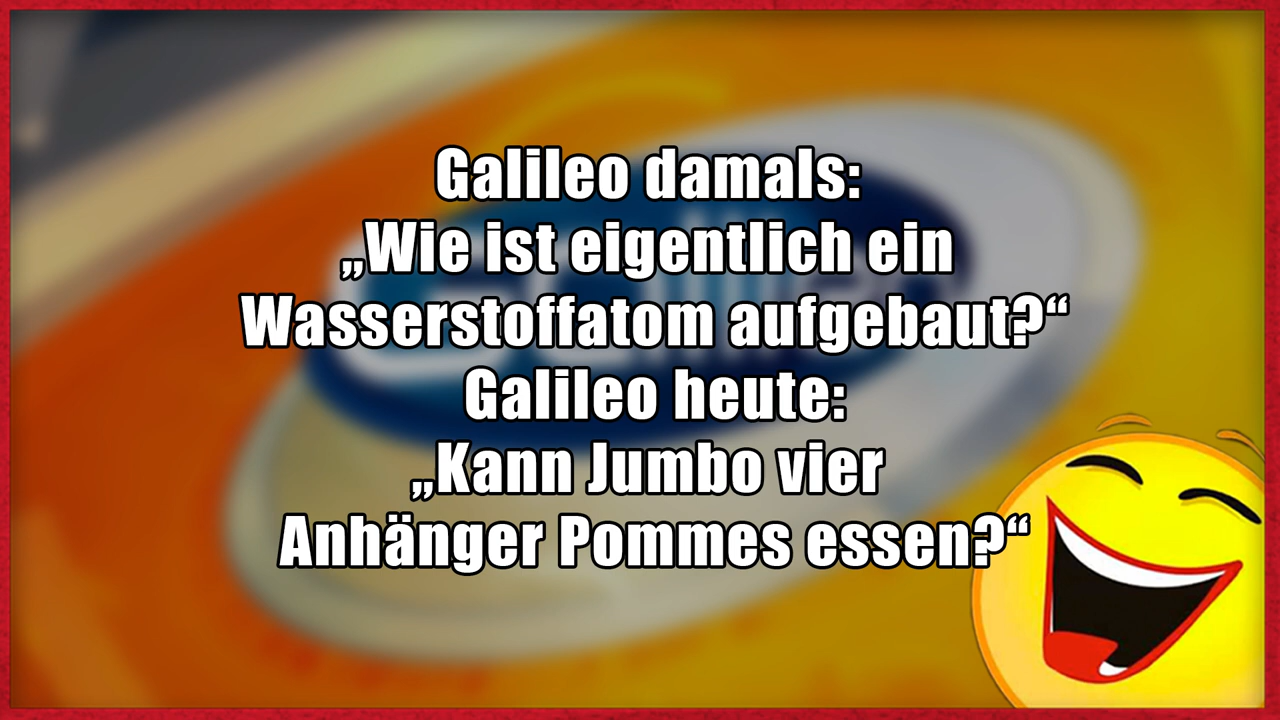 Galileo damals:
„Wie ist eigentlich ein
Wasserstoffatom aufgebaut?“
Galileo heute:
„Kann Jumbo vier
Anhänger Pommes essen?“